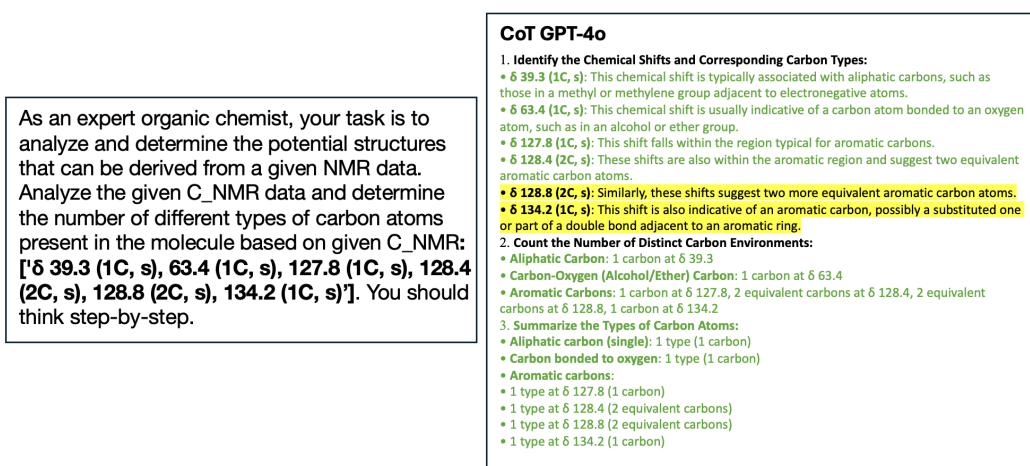 As an expert organic chemist, your task is to
analyze and determine the potential structures
that can be derived from a given NMR data.
Analyze the given C_NMR data and determine
the number of different types of carbon atoms
present in the molecule based on given C_NMR:
['δ 39.3 (1C, s), 63.4 (1C, s), 127.8 (1C, s), 128.4
(2C, s), 128.8 (2C, s), 134.2 (1C, s)']. You should
think step-by-step.
CoT GPT-4o
1. Identify the Chemical Shifts and Corresponding Carbon Types:
• δ 39.3 (1C, s): This chemical shift is typically associated with aliphatic carbons, such as
those in a methyl or methylene group adjacent to electronegative atoms.
• δ 63.4 (1C, s): This chemical shift is usually indicative of a carbon atom bonded to an oxygen
atom, such as in an alcohol or ether group.
• δ 127.8 (1C, s): This shift falls within the region typical for aromatic carbons.
• δ 128.4 (2C, s): These shifts are also within the aromatic region and suggest two equivalent
aromatic carbon atoms.
• δ 128.8 (2C, s): Similarly, these shifts suggest two more equivalent aromatic carbon atoms.
• δ 134.2 (1C, s): This shift is also indicative of an aromatic carbon, possibly a substituted one
or part of a double bond adjacent to an aromatic ring.
2. Count the Number of Distinct Carbon Environments:
• Aliphatic Carbon: 1 carbon at δ 39.3
• Carbon-Oxygen (Alcohol/Ether) Carbon: 1 carbon at δ 63.4
• Aromatic Carbons: 1 carbon at δ 127.8, 2 equivalent carbons at δ 128.4, 2 equivalent
carbons at δ 128.8, 1 carbon at δ 134.2
3. Summarize the Types of Carbon Atoms:
• Aliphatic carbon (single): 1 type (1 carbon)
• Carbon bonded to oxygen: 1 type (1 carbon)
• Aromatic carbons:
• 1 type at δ 127.8 (1 carbon)
• 1 type at δ 128.4 (2 equivalent carbons)
• 1 type at δ 128.8 (2 equivalent carbons)
• 1 type at δ 134.2 (1 carbon)